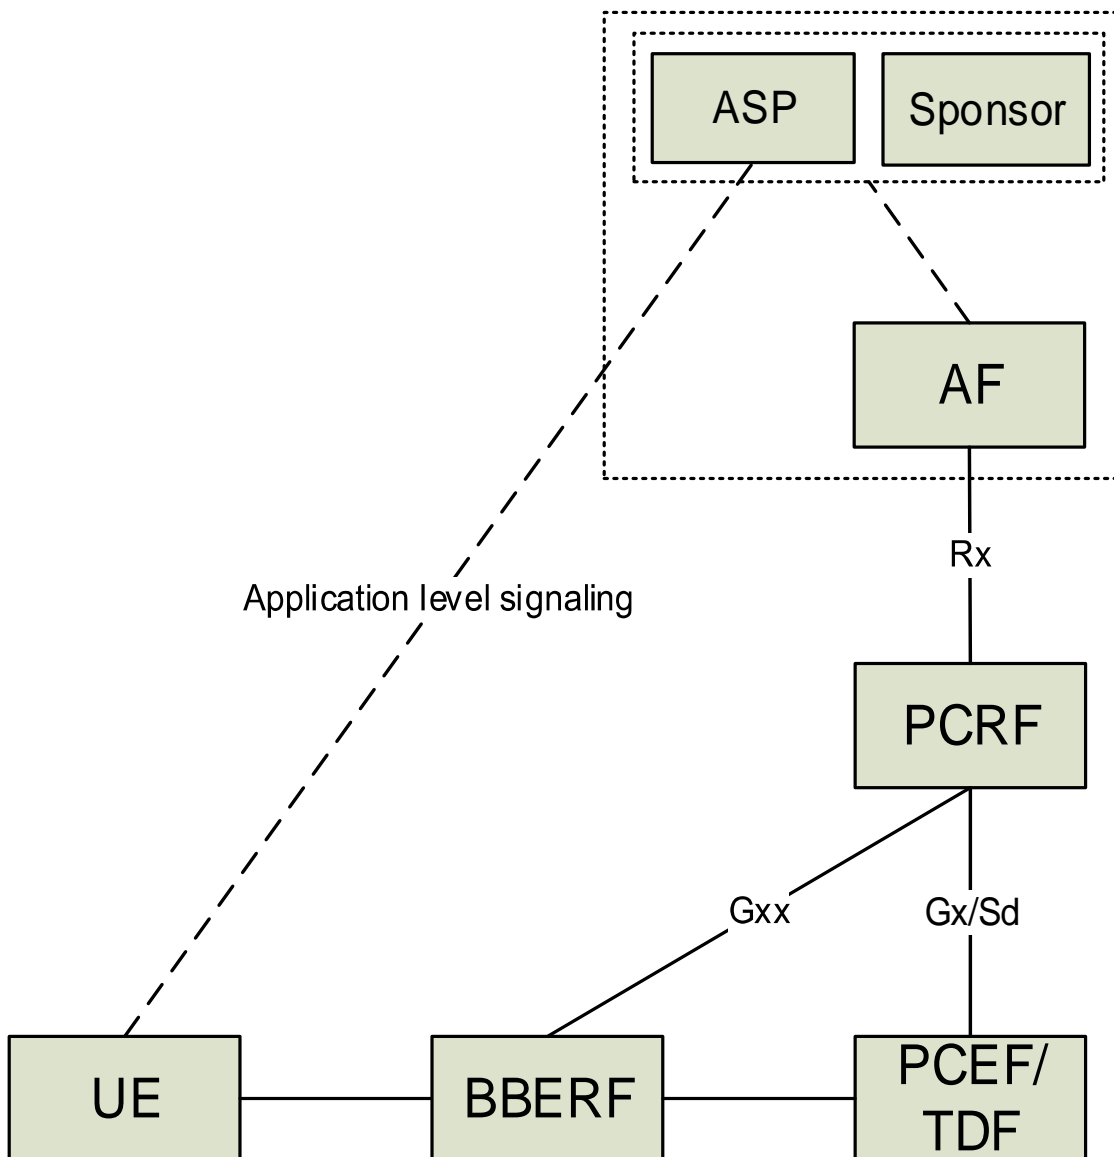 ASP
Sponsor
AF
Rx
Application level signaling
PCRF
Gxx
Gx/Sd
UE
BBERF
PCEF/
TDF